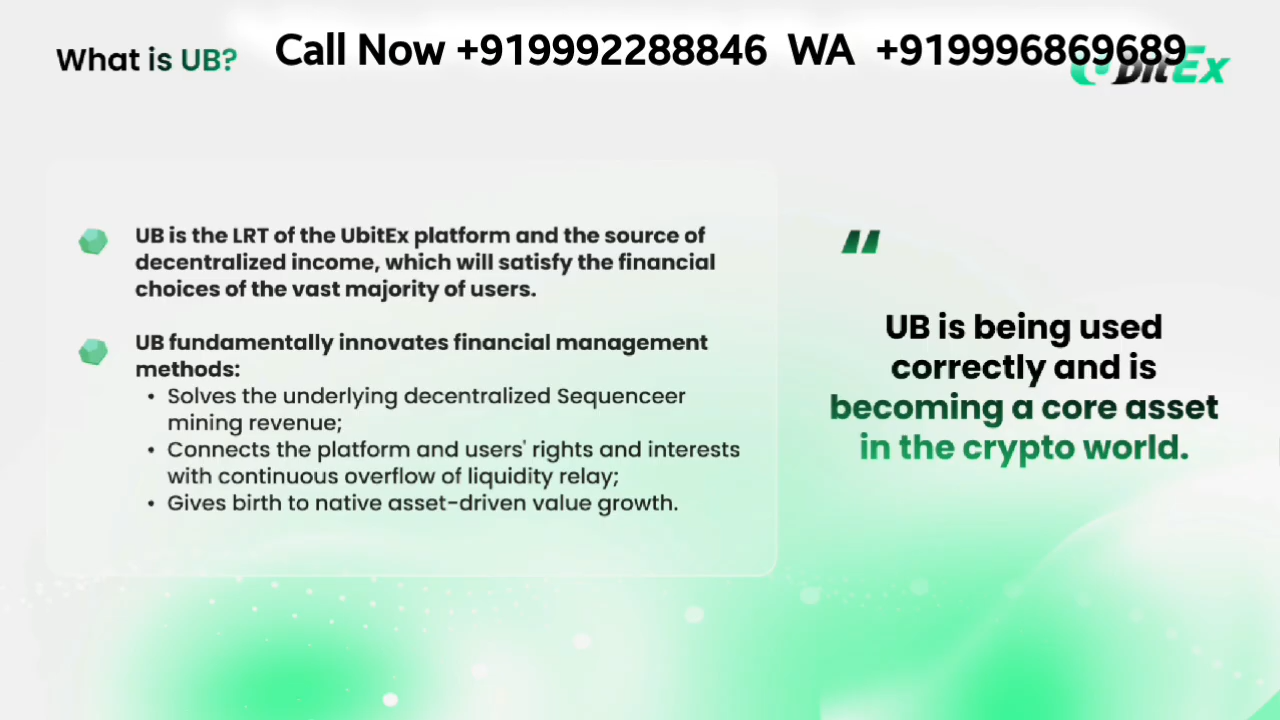 What is UB?
Call Now +919992288846 WA +919996869689
bitEx
UB is the LRT of the UbitEx platform and the source of
decentralized income, which will satisfy the financial
choices of the vast majority of users.
UB fundamentally innovates financial management
methods:
• Solves the underlying decentralized Sequenceer
mining revenue;
• Connects the platform and users' rights and interests
with continuous overflow of liquidity relay;
• Gives birth to native asset-driven value growth.
"
UB is being used
correctly and is
becoming a core asset
in the crypto world.